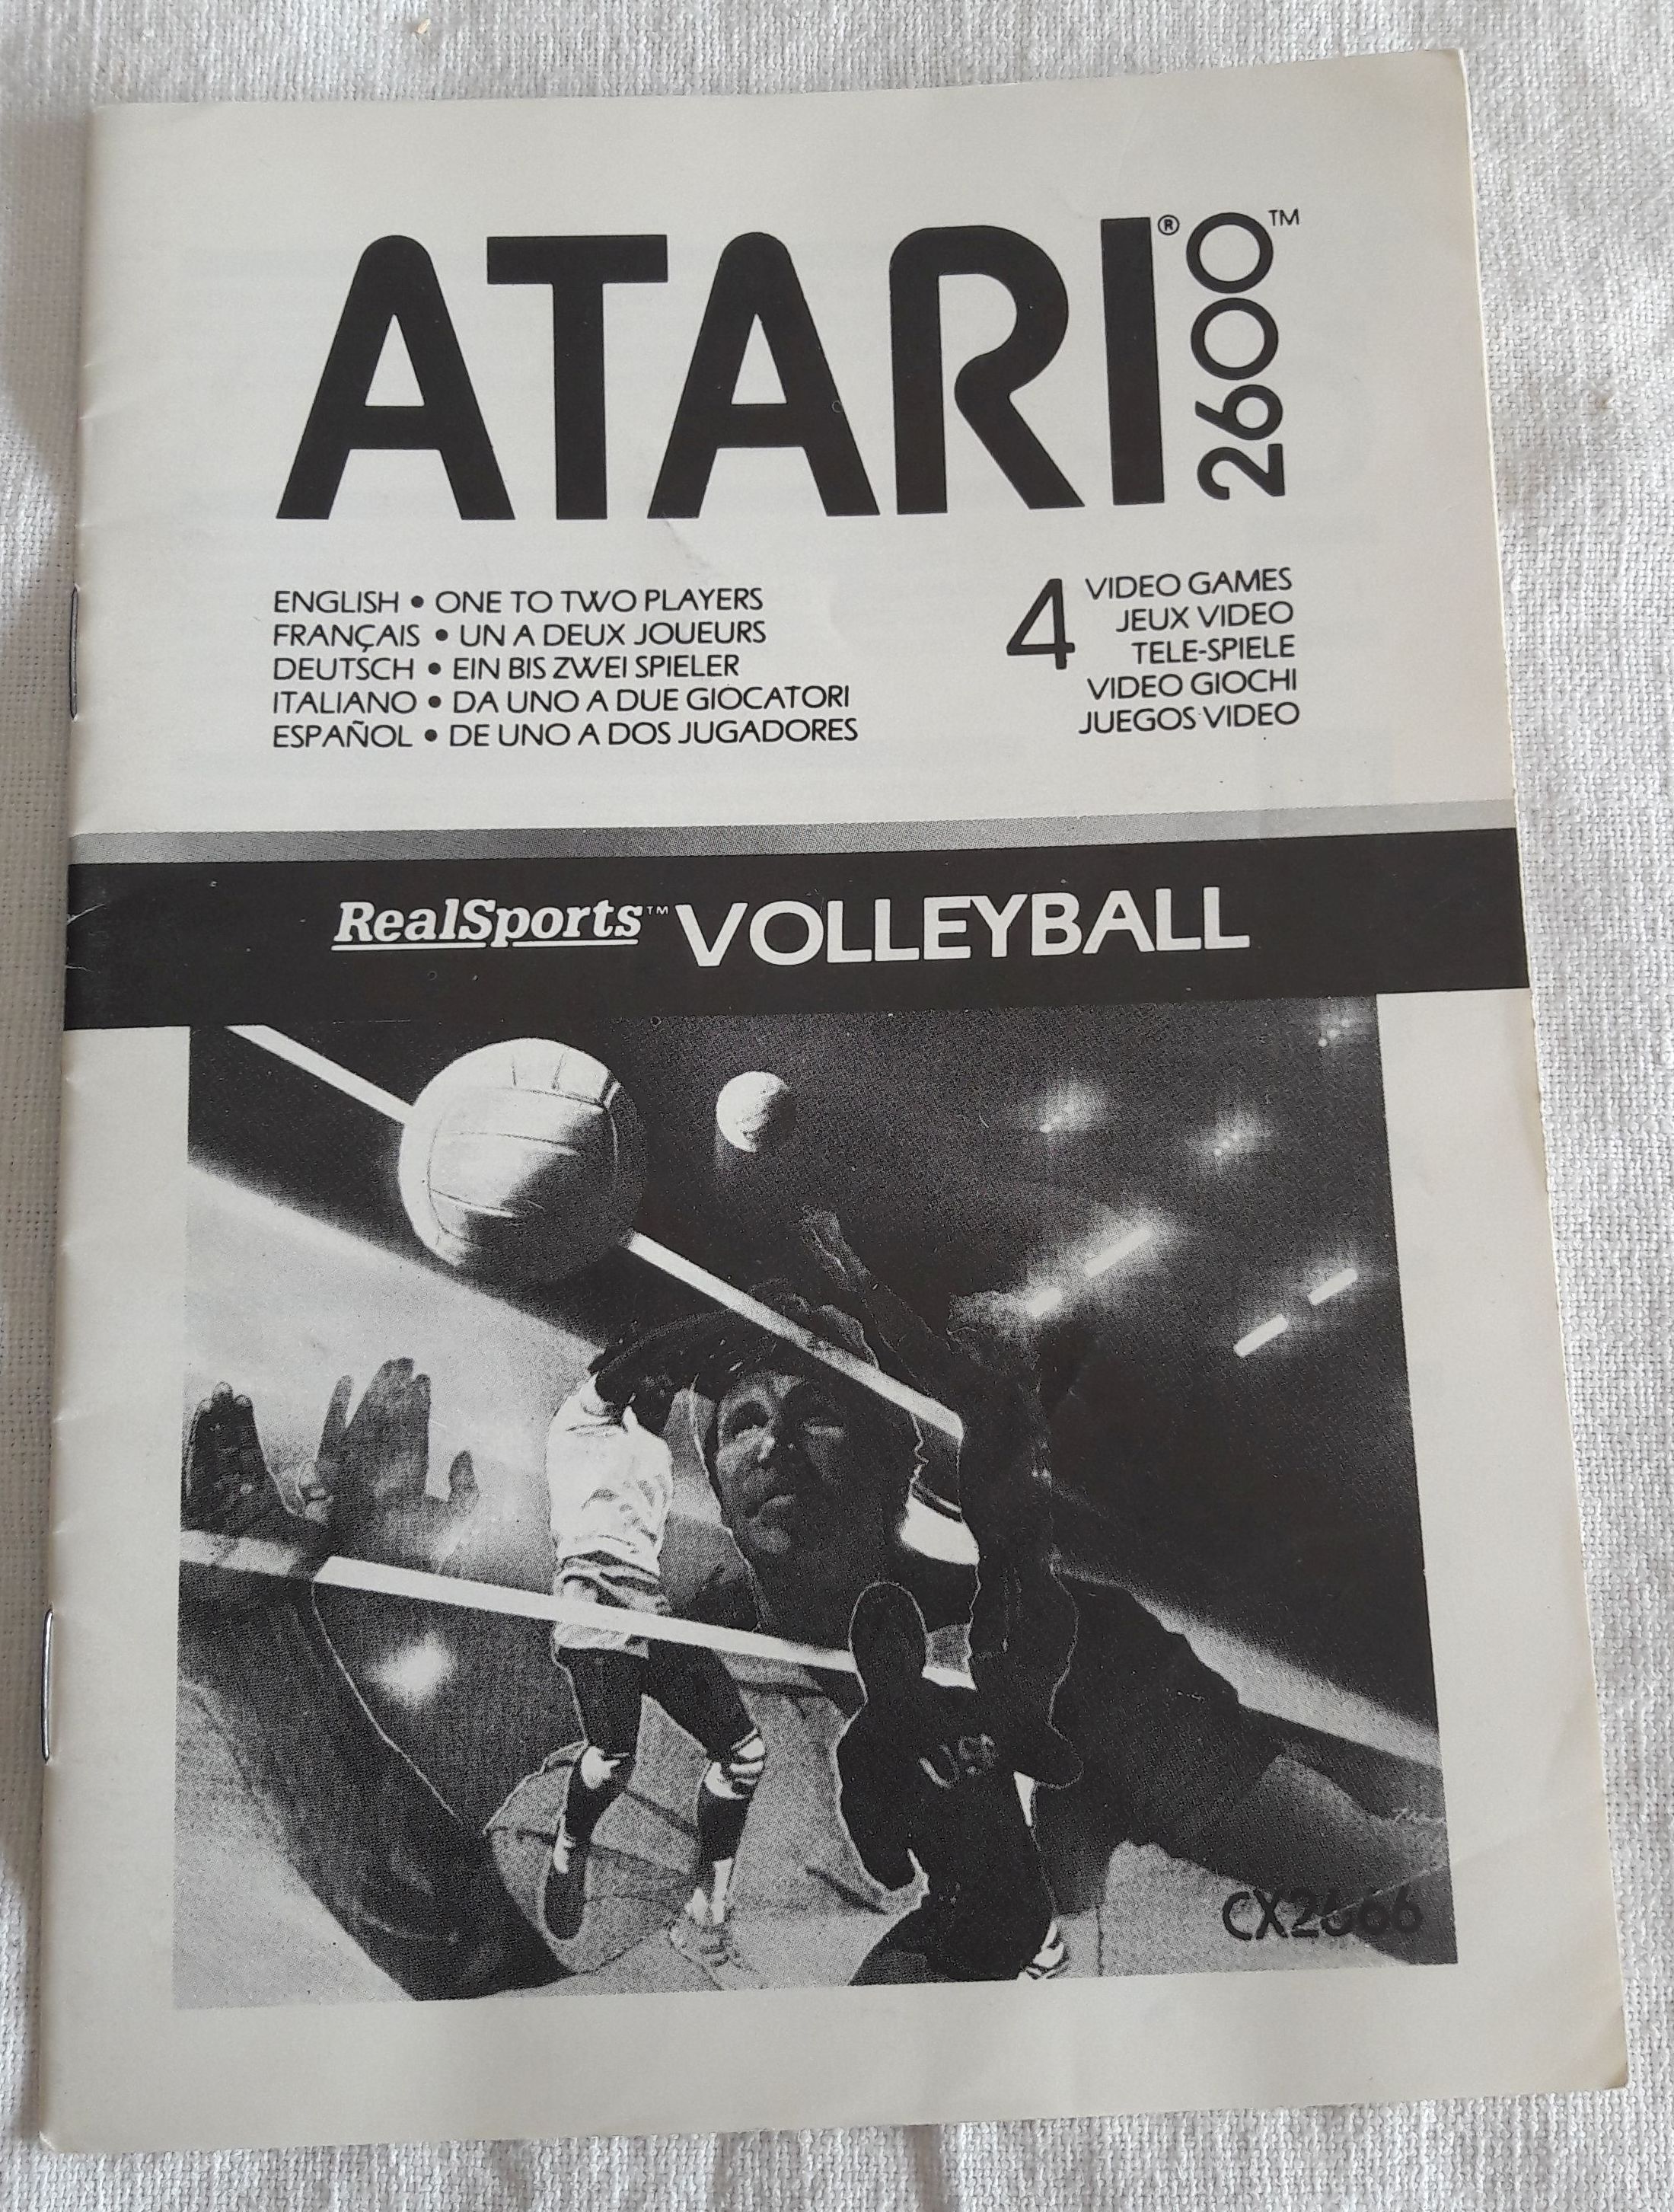 ATARI® 2600™
ENGLISH • ONE TO TWO PLAYERS
FRANÇAIS • UN A DEUX JOUEURS
DEUTSCH • EIN BIS ZWEI SPIELER
ITALIANO • DA UNO A DUE GIOCATORI
ESPAÑOL • DE UNO A DOS JUGADORES
4 VIDEO GAMES
JEUX VIDEO
TELE-SPIELE
VIDEO GIOCHI
JUEGOS VIDEO
RealSports™ VOLLEYBALL
USA
CX2666